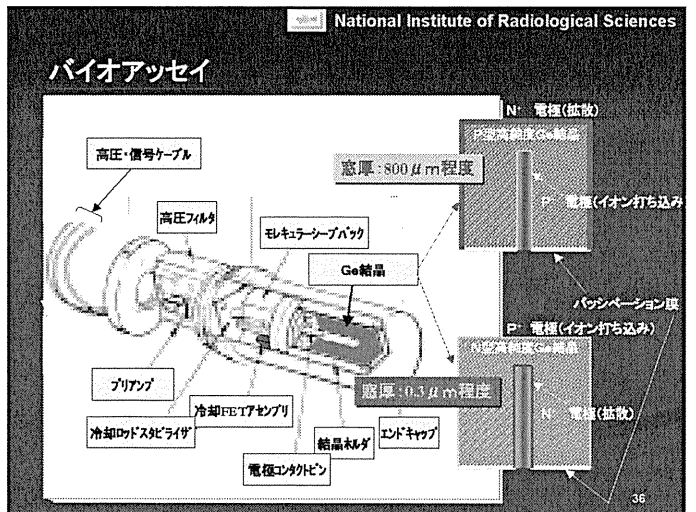 National Institute of Radiological Sciences
バイオアッセイ
N⁺ 電極(拡散)
P型高純度Ge結晶
高圧・信号ケーブル
窓厚:800μm程度
P⁺ 電極(イオン打ち込み
高圧フィルタ
モレキュラーシーブパック
Ge結晶
パッシベーション膜
P⁺ 電極(イオン打ち込み)
N型高純度Ge結晶
プリアンプ
窓厚:0.3μm程度
冷却FETアセンブリ
N⁺ 電極(拡散)
冷却ロッドスタビライザ
結晶ホルダ
エンドキャップ
電極コンタクトピン
36